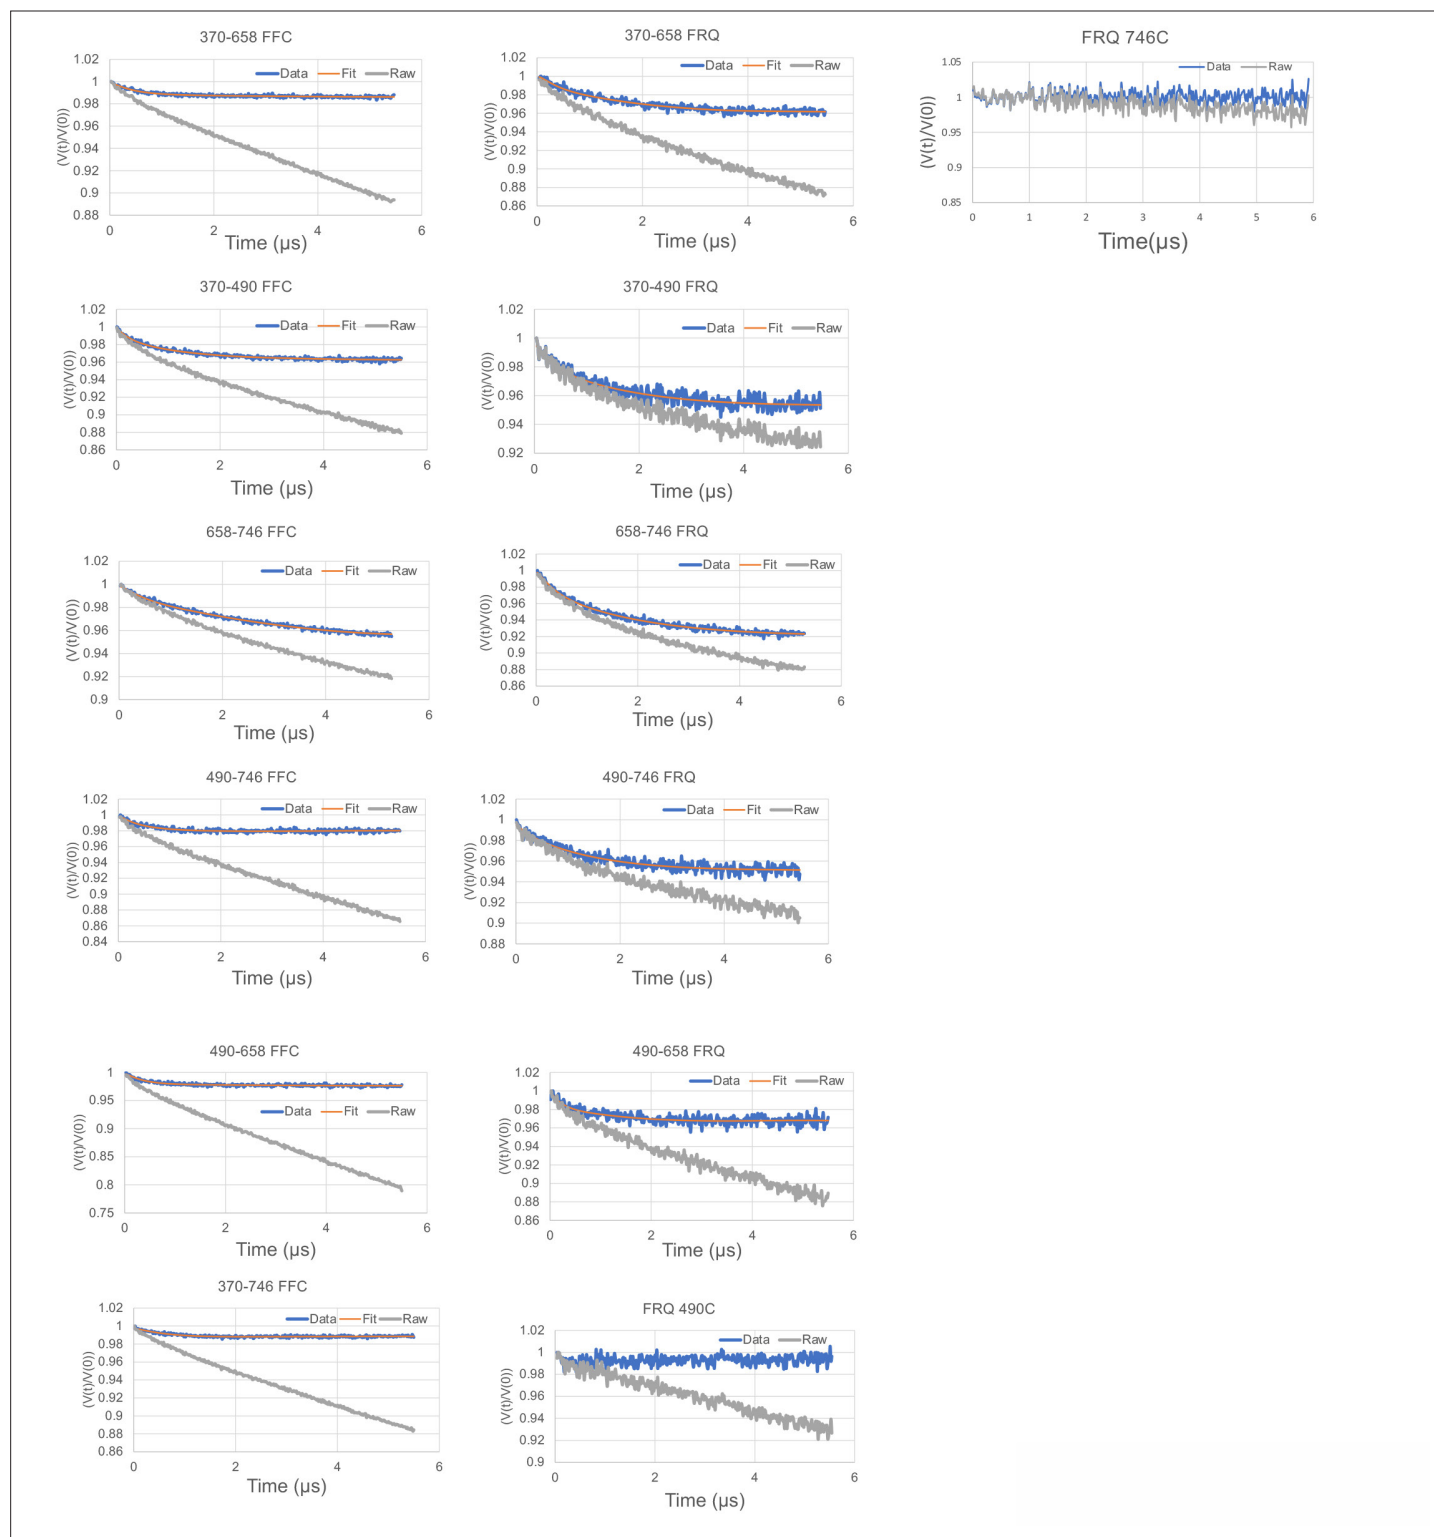 370-658 FFC
1.02
1
0.98
0.96
0.94
0.92
0.9
0.88
(V(t)/V(0))
Data Fit Raw
0 2 4 6
Time (µs)
370-658 FRQ
1.02
1
0.98
0.96
0.94
0.92
0.9
0.88
0.86
(V(t)/V(0))
Data Fit Raw
0 2 4 6
Time (µs)
FRQ 746C
1.05
1
0.95
0.9
0.85
(V(t)/V(0))
Data Raw
0 1 2 3 4 5 6
Time(µs)
370-490 FFC
1.02
1
0.98
0.96
0.94
0.92
0.9
0.88
0.86
(V(t)/V(0))
Data Fit Raw
0 2 4 6
Time (µs)
370-490 FRQ
1.02
1
0.98
0.96
0.94
0.92
(V(t)/V(0))
Data Fit Raw
0 2 4 6
Time (µs)
658-746 FFC
1.02
1
0.98
0.96
0.94
0.92
0.9
(V(t)/V(0))
Data Fit Raw
0 2 4 6
Time (µs)
658-746 FRQ
1.02
1
0.98
0.96
0.94
0.92
0.9
0.88
0.86
(V(t)/V(0))
Data Fit Raw
0 2 4 6
Time (µs)
490-746 FFC
1.02
1
0.98
0.96
0.94
0.92
0.9
0.88
0.86
0.84
(V(t)/V(0))
Data Fit Raw
0 2 4 6
Time (µs)
490-746 FRQ
1.02
1
0.98
0.96
0.94
0.92
0.9
0.88
(V(t)/V(0))
Data Fit Raw
0 2 4 6
Time (µs)
490-658 FFC
1
0.95
0.9
0.85
0.8
0.75
(V(t)/V(0))
Data Fit Raw
0 2 4 6
Time (µs)
490-658 FRQ
1.02
1
0.98
0.96
0.94
0.92
0.9
0.88
0.86
(V(t)/V(0))
Data Fit Raw
0 2 4 6
Time (µs)
370-746 FFC
1.02
1
0.98
0.96
0.94
0.92
0.9
0.88
0.86
(V(t)/V(0))
Data Fit Raw
0 2 4 6
Time (µs)
FRQ 490C
1.02
1
0.98
0.96
0.94
0.92
0.9
(V(t)/V(0))
Data Raw
0 2 4 6
Time (µs)